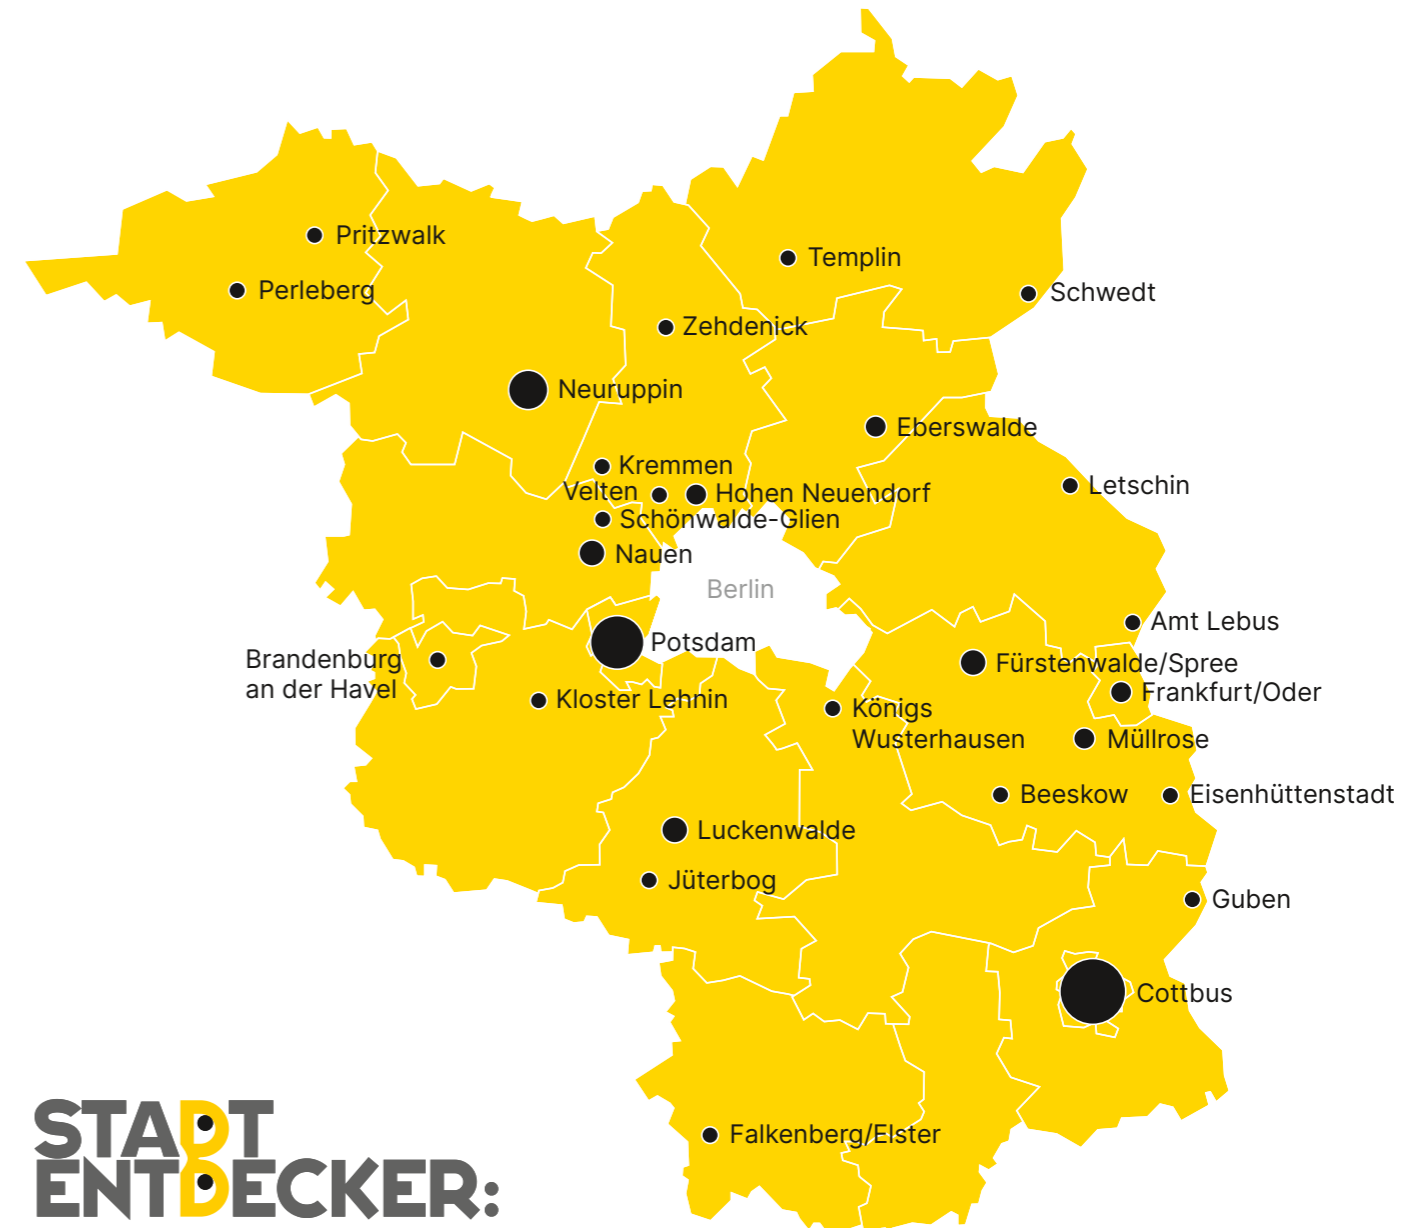 Pritzwalk
Templin
Perleberg
Schwedt
Zehdenick
Neuruppin
Eberswalde
Kremmen
Letschin
Velten
Hohen Neuendorf
Schönwalde-Glien
Nauen
Berlin
Amt Lebus
Potsdam
Brandenburg
an der Havel
Fürstenwalde/Spree
Frankfurt/Oder
Kloster Lehnin
Königs
Wusterhausen
Müllrose
Beeskow
Eisenhüttenstadt
Luckenwalde
Jüterbog
Guben
Cottbus
Falkenberg/Elster
STADT
ENTDECKER: